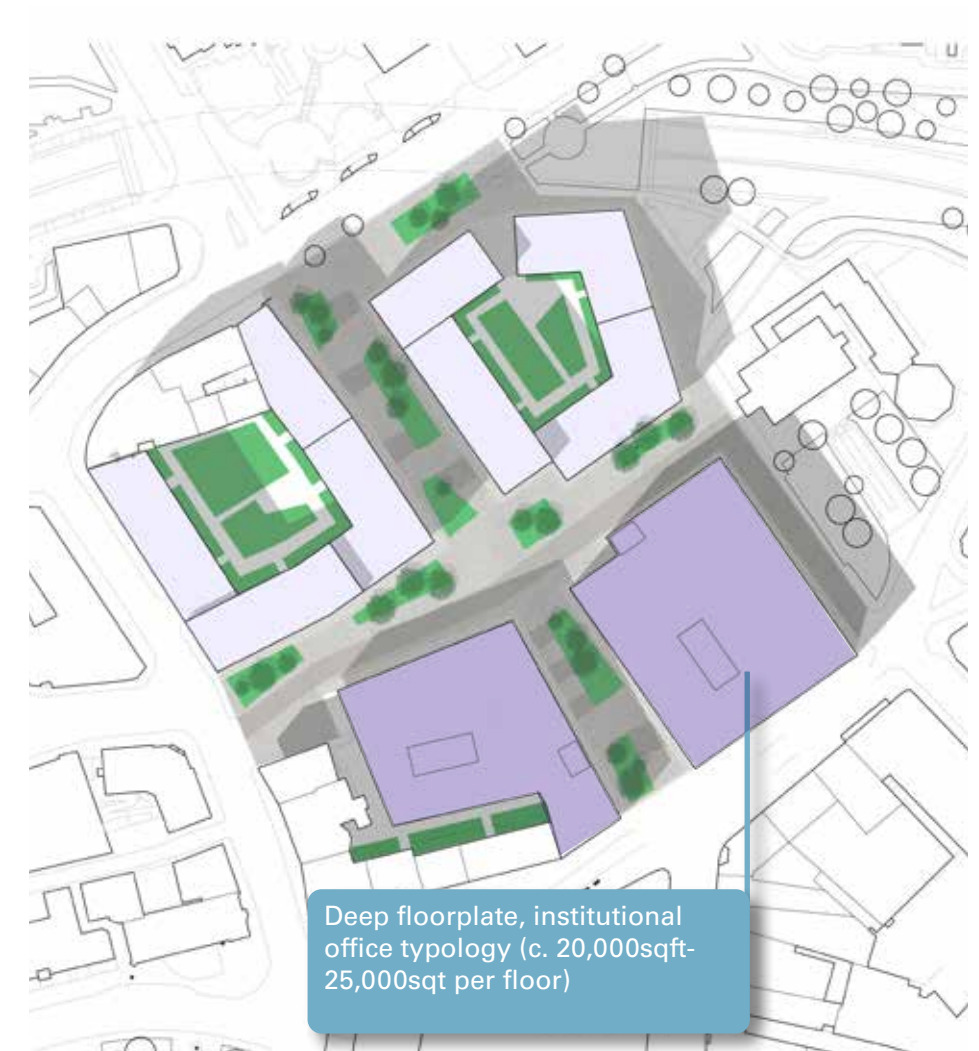 Deep floorplate, institutional
office typology (c. 20,000sqft-
25,000sqt per floor)